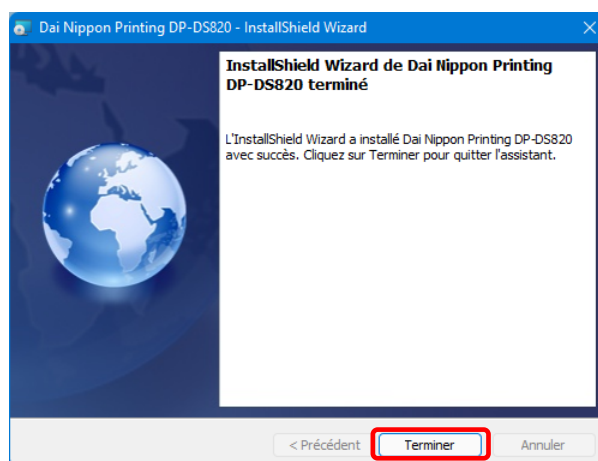 Dai Nippon Printing DP-DS820 - InstallShield Wizard
InstallShield Wizard de Dai Nippon Printing
DP-DS820 terminé
L'InstallShield Wizard a installé Dai Nippon Printing DP-DS820
avec succès. Cliquez sur Terminer pour quitter l'assistant.
< Précédent Terminer Annuler